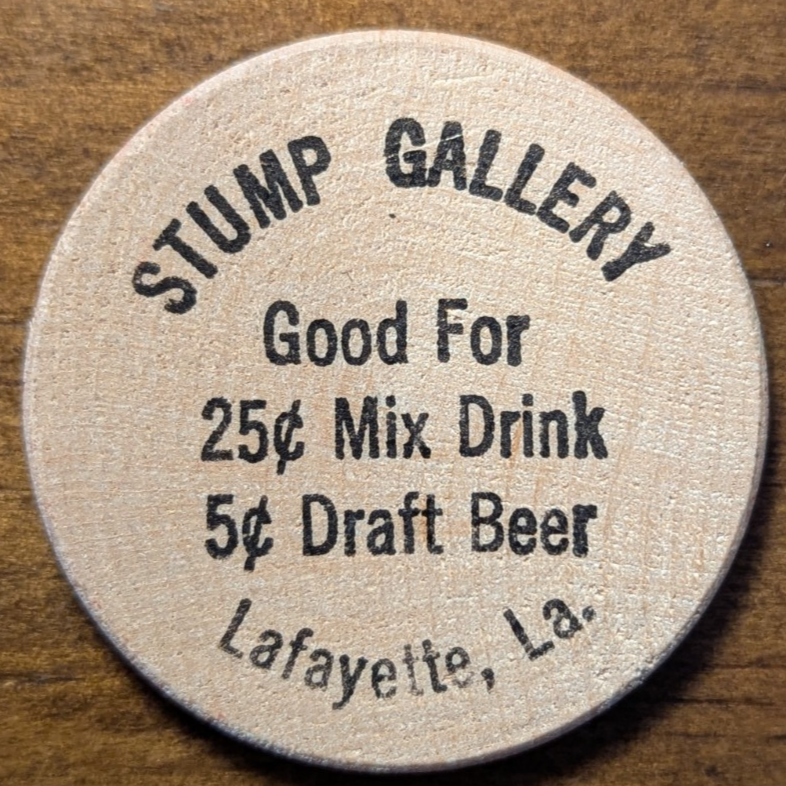 STUMP GALLERY
Good For
25¢ Mix Drink
5¢ Draft Beer
Lafayette, La.